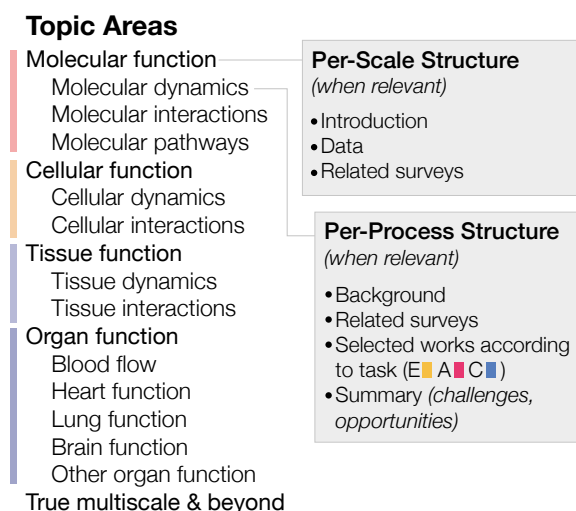 Topic Areas
Molecular function
Molecular dynamics
Molecular interactions
Molecular pathways
Cellular function
Cellular dynamics
Cellular interactions
Tissue function
Tissue dynamics
Tissue interactions
Organ function
Blood flow
Heart function
Lung function
Brain function
Other organ function
True multiscale & beyond
Per-Scale Structure
(when relevant)
• Introduction
• Data
• Related surveys
Per-Process Structure
(when relevant)
• Background
• Related surveys
• Selected works according
to task (E A C )
• Summary (challenges,
opportunities)